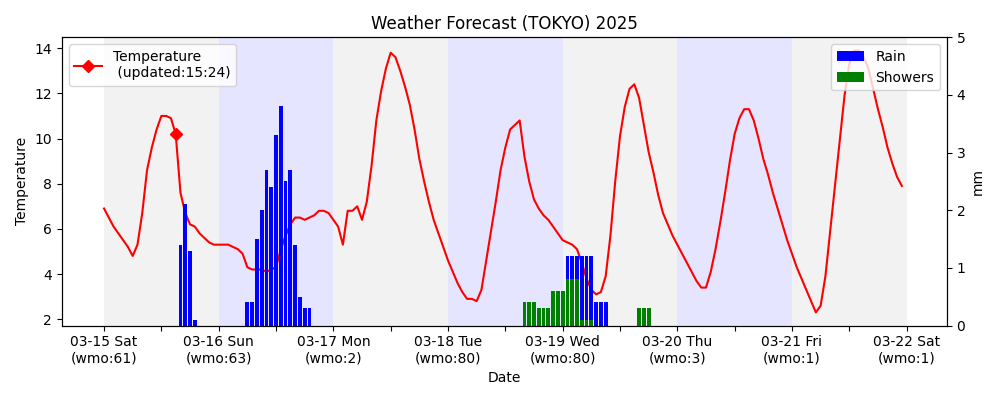 Weather Forecast (TOKYO) 2025
Temperature
(updated:15:24)
Rain
Showers
14
12
10
8
6
4
2
Temperature
5
4
3
2
1
0
mm
03-15 Sat
(wmo:61)
03-16 Sun
(wmo:63)
03-17 Mon
(wmo:2)
03-18 Tue
(wmo:80)
03-19 Wed
(wmo:80)
03-20 Thu
(wmo:3)
03-21 Fri
(wmo:1)
03-22 Sat
(wmo:1)
Date